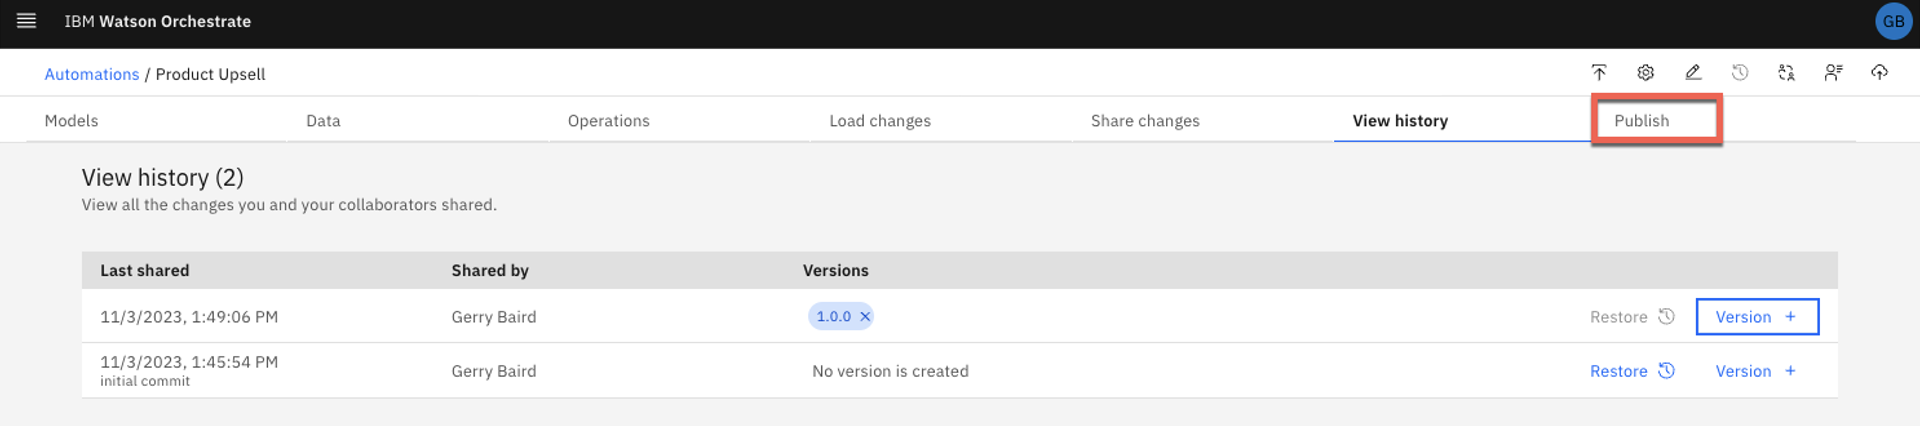 IBM Watson Orchestrate
GB
Automations / Product Upsell
Models Data Operations Load changes Share changes View history Publish
View history (2)
View all the changes you and your collaborators shared.
Last shared Shared by Versions
11/3/2023, 1:49:06 PM Gerry Baird 1.0.0 × Restore Version +
11/3/2023, 1:45:54 PM
initial commit
Gerry Baird No version is created Restore Version +